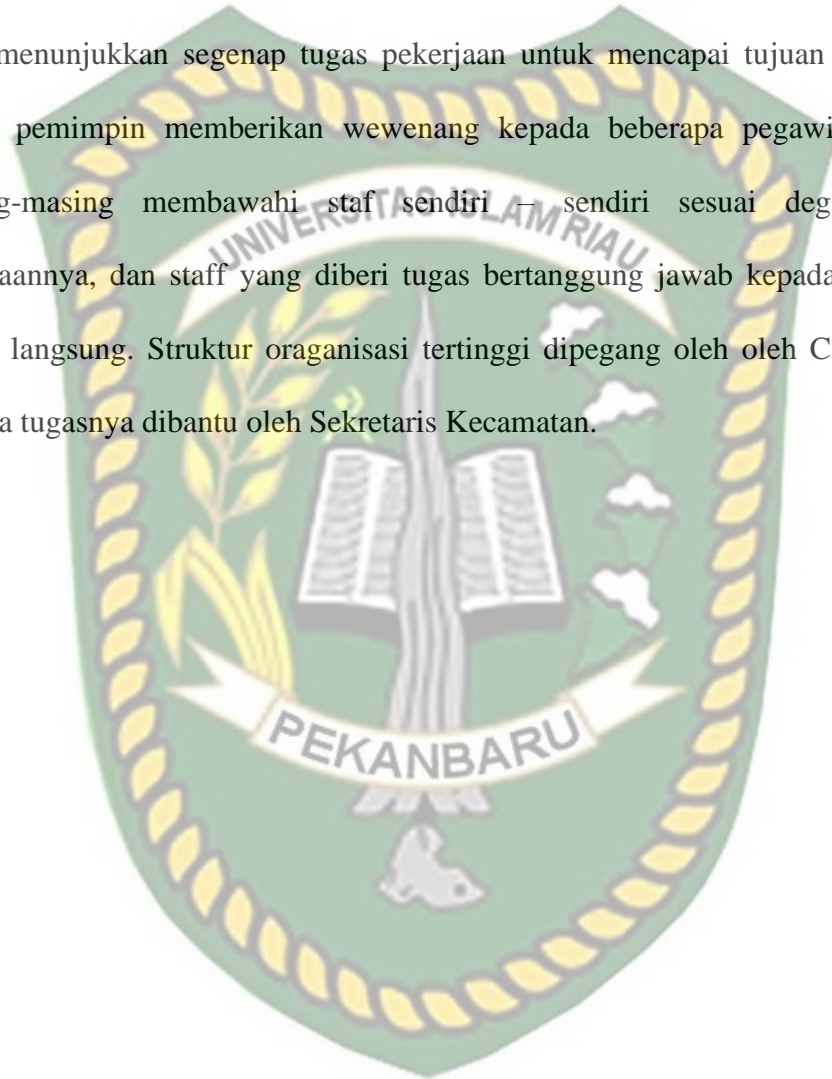 menunjukkan segenap tugas pekerjaan untuk mencapai tujuan
pemimpin memberikan wewenang kepada beberapa pegawi
g-masing membawahi staf sendiri – sendiri sesuai deg
UNIVERSITAS ISLAM RIAU
aannya, dan staff yang diberi tugas bertanggung jawab kepada
langsung. Struktur oraganisasi tertinggi dipegang oleh oleh C
a tugasnya dibantu oleh Sekretaris Kecamatan.
PEKANBARU